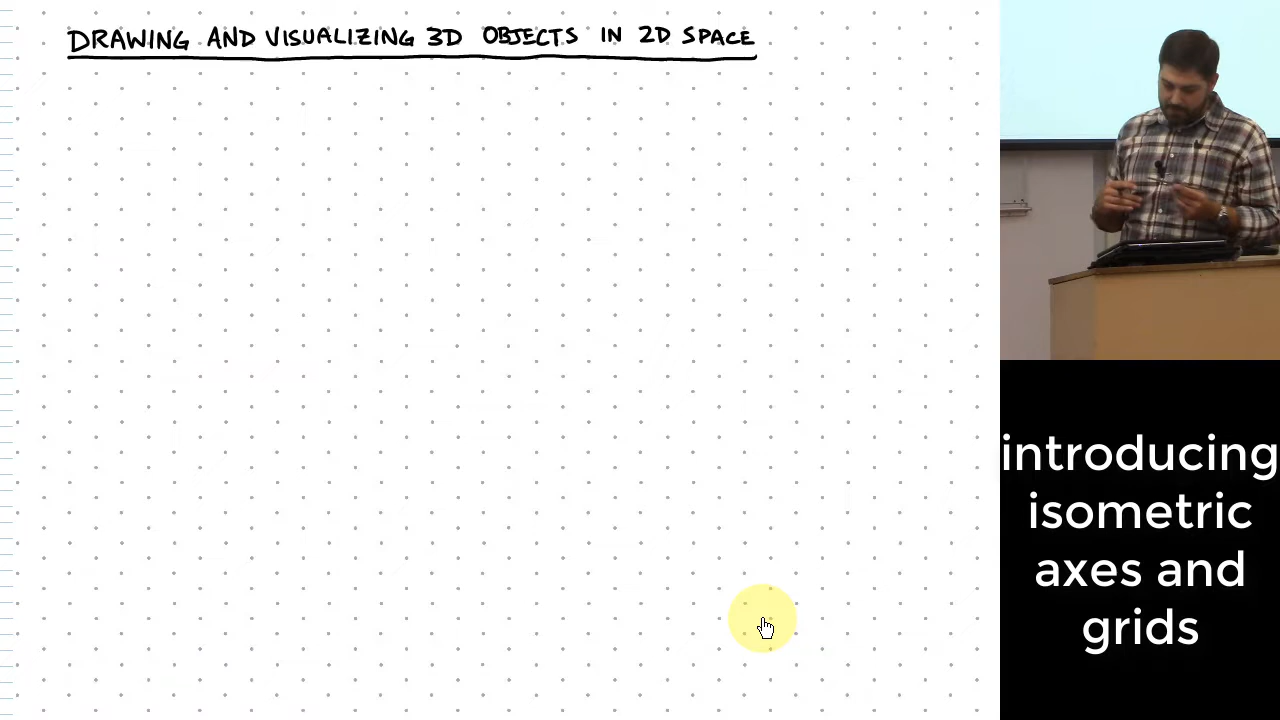 DRAWING AND VISUALIZING 3D OBJECTS IN 2D SPACE
introducing
isometric
axes and
grids